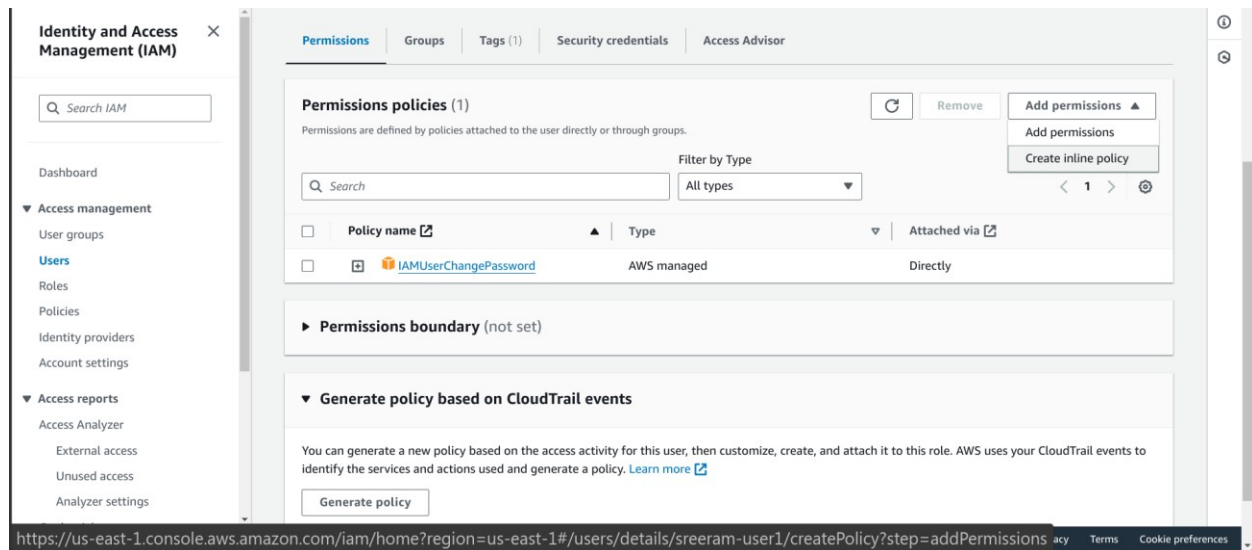 Identity and Access
Management (IAM)
Search IAM
Dashboard
Access management
User groups
Users
Roles
Policies
Identity providers
Account settings
Access reports
Access Analyzer
External access
Unused access
Analyzer settings
Permissions
Groups
Tags (1)
Security credentials
Access Advisor
Permissions policies (1)
Remove
Add permissions
Permissions are defined by policies attached to the user directly or through groups.
Add permissions
Create inline policy
Filter by Type
Search
All types
1
Policy name
Type
Attached via
IAMUserChangePassword
AWS managed
Directly
Permissions boundary (not set)
Generate policy based on CloudTrail events
You can generate a new policy based on the access activity for this user, then customize, create, and attach it to this role. AWS uses your CloudTrail events to
identify the services and actions used and generate a policy. Learn more
Generate policy
https://us-east-1.console.aws.amazon.com/iam/home?region=us-east-1#/users/details/sreeram-user1/createPolicy?step=addPermissions
Terms
Cookie preferences